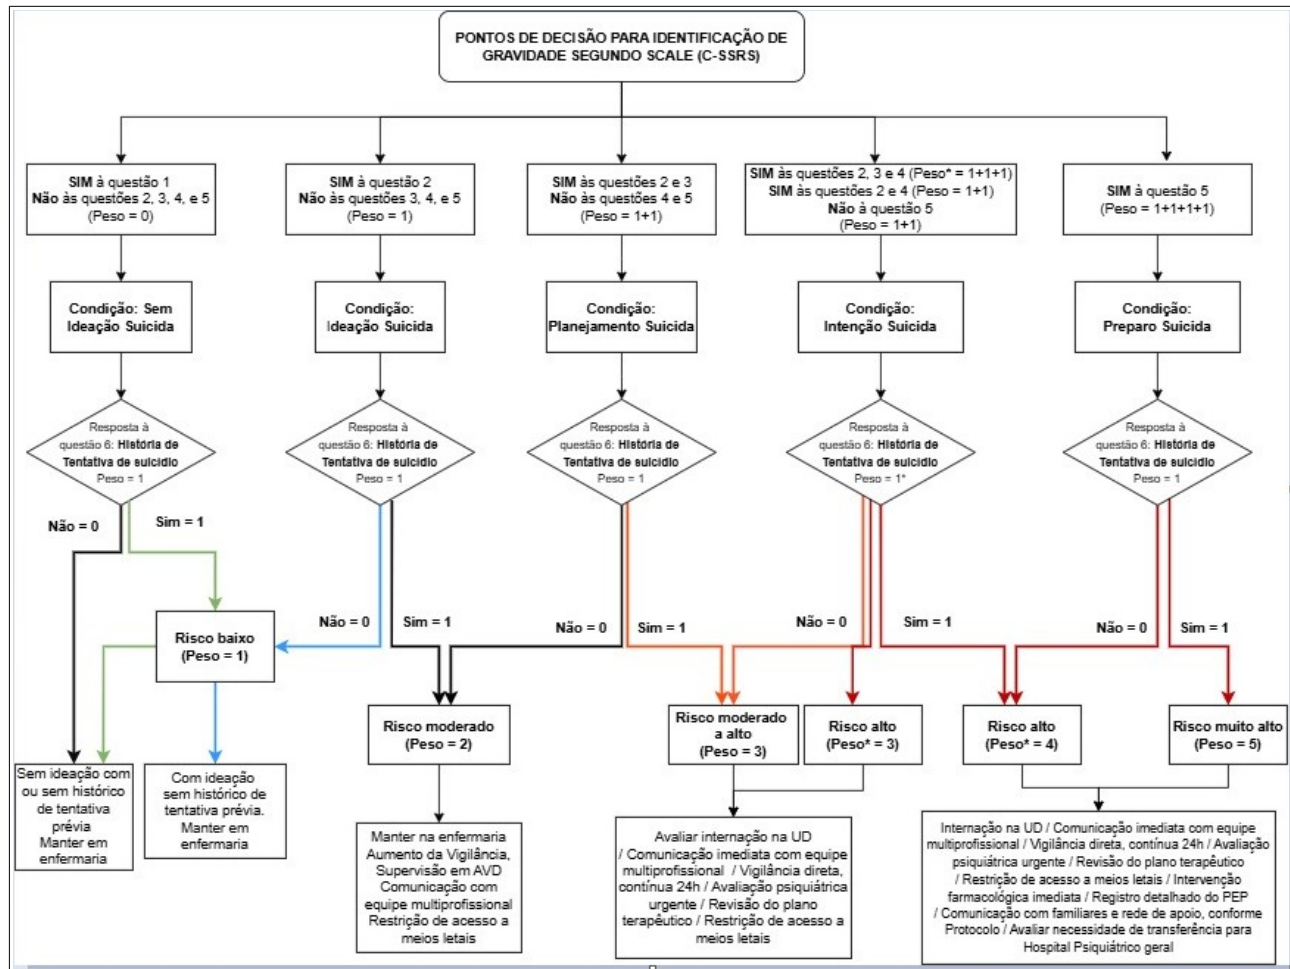 PONTOS DE DECISÃO PARA IDENTIFICAÇÃO DE
GRAVIDADE SEGUNDO SCALE (C-SSRS)
SIM à questão 1
Não às questões 2, 3, 4, e 5
(Peso = 0)
SIM à questão 2
Não às questões 3, 4, e 5
(Peso = 1)
SIM às questões 2 e 3
Não às questões 4 e 5
(Peso = 1+1)
SIM às questões 2, 3 e 4 (Peso* = 1+1+1)
SIM às questões 2 e 4 (Peso = 1+1)
Não à questão 5
(Peso = 1+1)
SIM à questão 5
(Peso = 1+1+1+1)
Condição: Sem
Ideação Suicida
Condição:
Ideação Suicida
Condição:
Planejamento Suicida
Condição:
Intenção Suicida
Condição:
Preparo Suicida
Resposta à
questão 6: História de
Tentativa de suicídio
Peso = 1
Resposta à
questão 6: História de
Tentativa de suicídio
Peso = 1
Resposta à
questão 6: História de
Tentativa de suicídio
Peso = 1
Resposta à
questão 6: História de
Tentativa de suicídio
Peso = 1*
Resposta à
questão 6: História de
Tentativa de suicídio
Peso = 1
Não = 0
Sim = 1
Não = 0
Sim = 1
Não = 0
Sim = 1
Não = 0
Sim = 1
Não = 0
Sim = 1
Risco baixo
(Peso = 1)
Risco moderado
(Peso = 2)
Risco moderado
a alto
(Peso = 3)
Risco alto
(Peso* = 3)
Risco alto
(Peso* = 4)
Risco muito alto
(Peso = 5)
Sem ideação com
ou sem histórico
de tentativa
prévia
Manter em
enfermaria
Com ideação
sem histórico de
tentativa prévia.
Manter em
enfermaria
Manter na enfermaria
Aumento da Vigilância,
Supervisão em AVD
Comunicação com
equipe multiprofissional
Restrição de acesso a
meios letais
Avaliar internação na UD
/ Comunicação imediata com equipe
multiprofissional / Vigilância direta,
contínua 24h / Avaliação psiquiátrica
urgente / Revisão do plano
terapêutico / Restrição de acesso a
meios letais
Internação na UD / Comunicação imediata com equipe
multiprofissional / Vigilância direta, contínua 24h / Avaliação
psiquiátrica urgente / Revisão do plano terapêutico
/ Restrição de acesso a meios letais / Intervenção
farmacológica imediata / Registro detalhado do PEP
/ Comunicação com familiares e rede de apoio, conforme
Protocolo / Avaliar necessidade de transferência para
Hospital Psiquiátrico geral